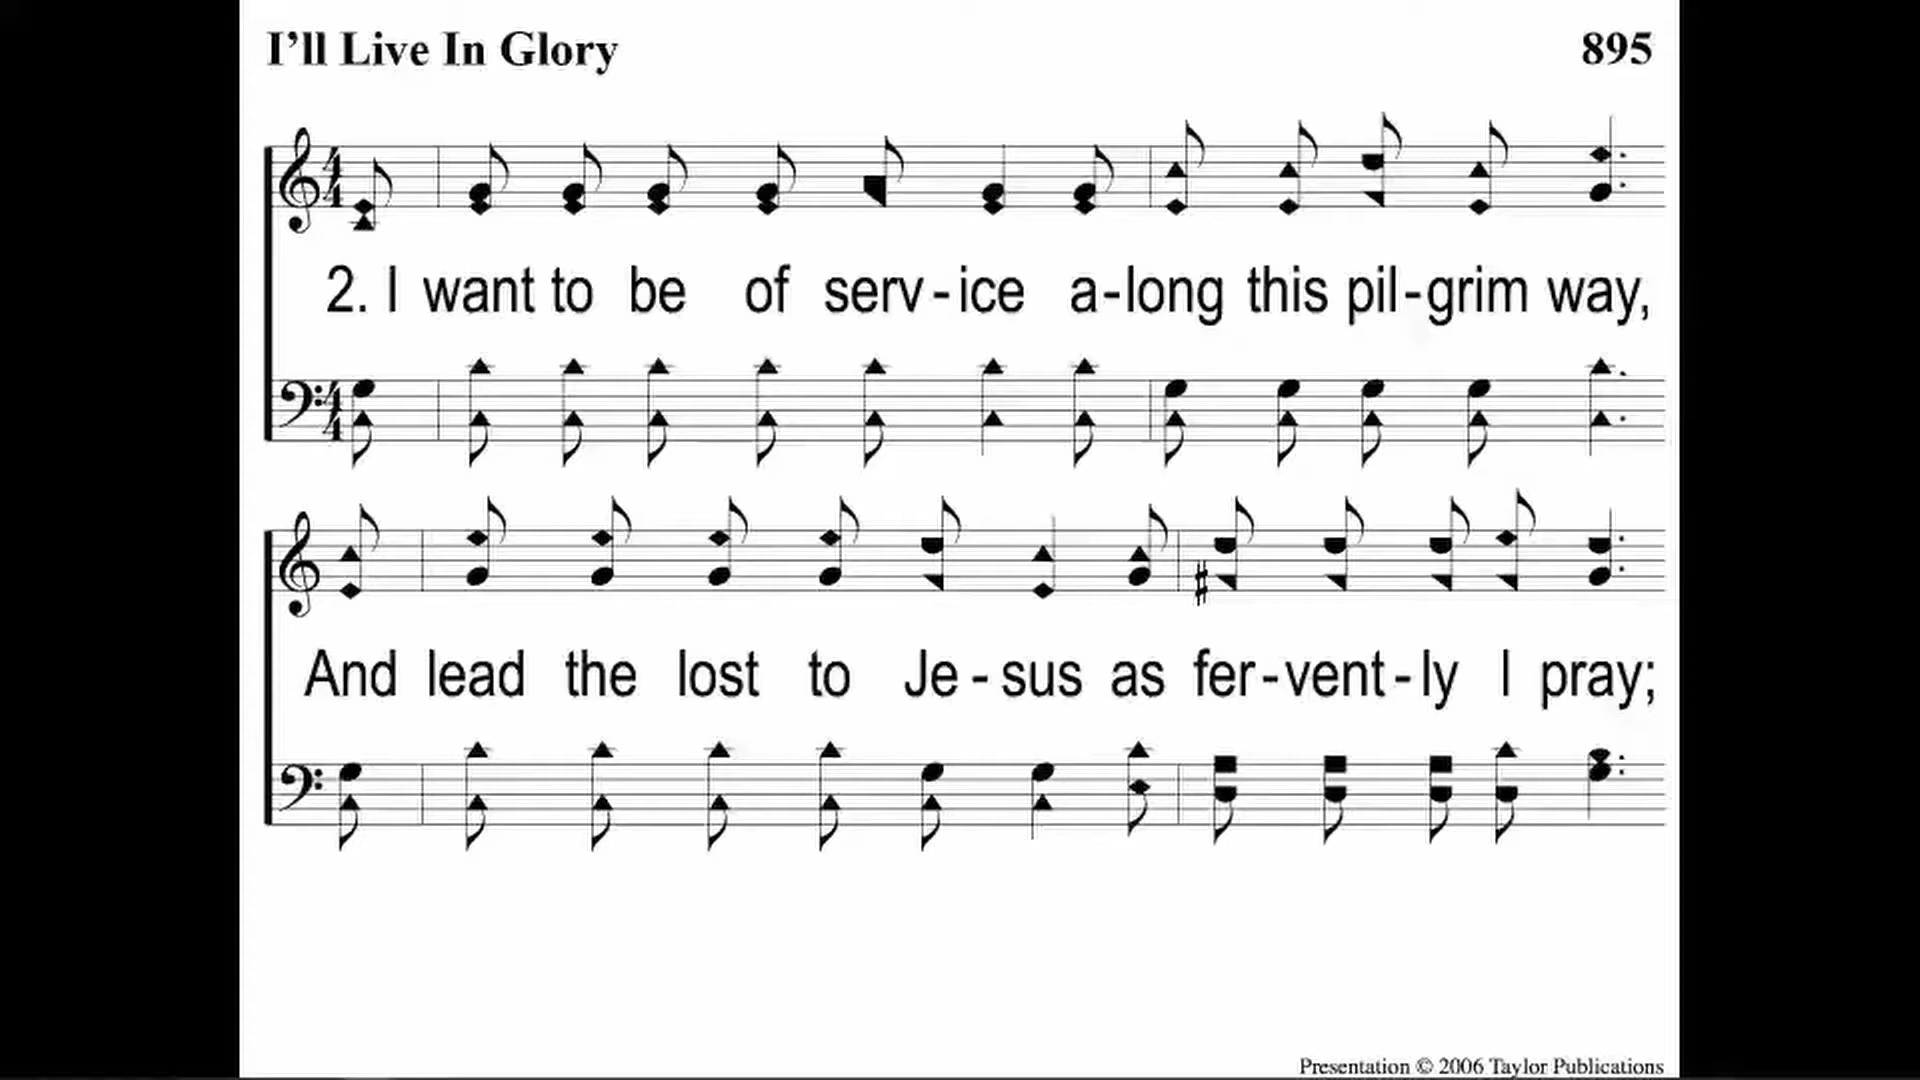 I’ll Live In Glory 895
2. I want to be of serv-ice a-long this pil-grim way,
And lead the lost to Je-sus as fer-vent-ly I pray;
Presentation © 2006 Taylor Publications